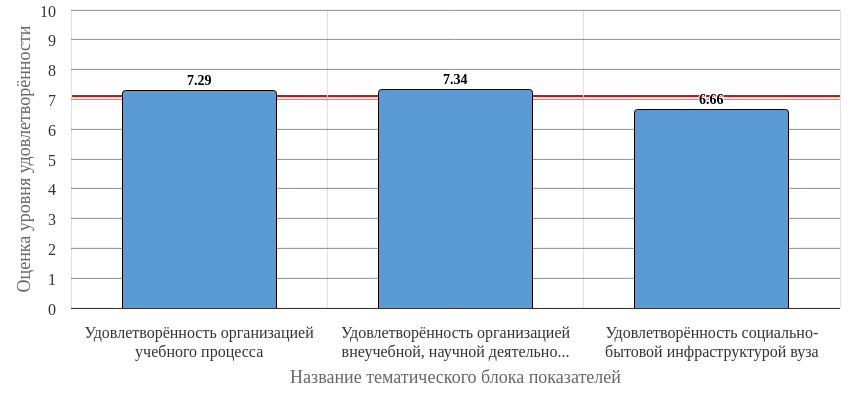 Оценка уровня удовлетворённости
10
9
8
7
6
5
4
3
2
1
0
7.29
7.34
6.66
Удовлетворённость организацией
учебного процесса
Удовлетворённость организацией
внеучебной, научной деятельно...
Удовлетворённость социально-
бытовой инфраструктурой вуза
Название тематического блока показателей